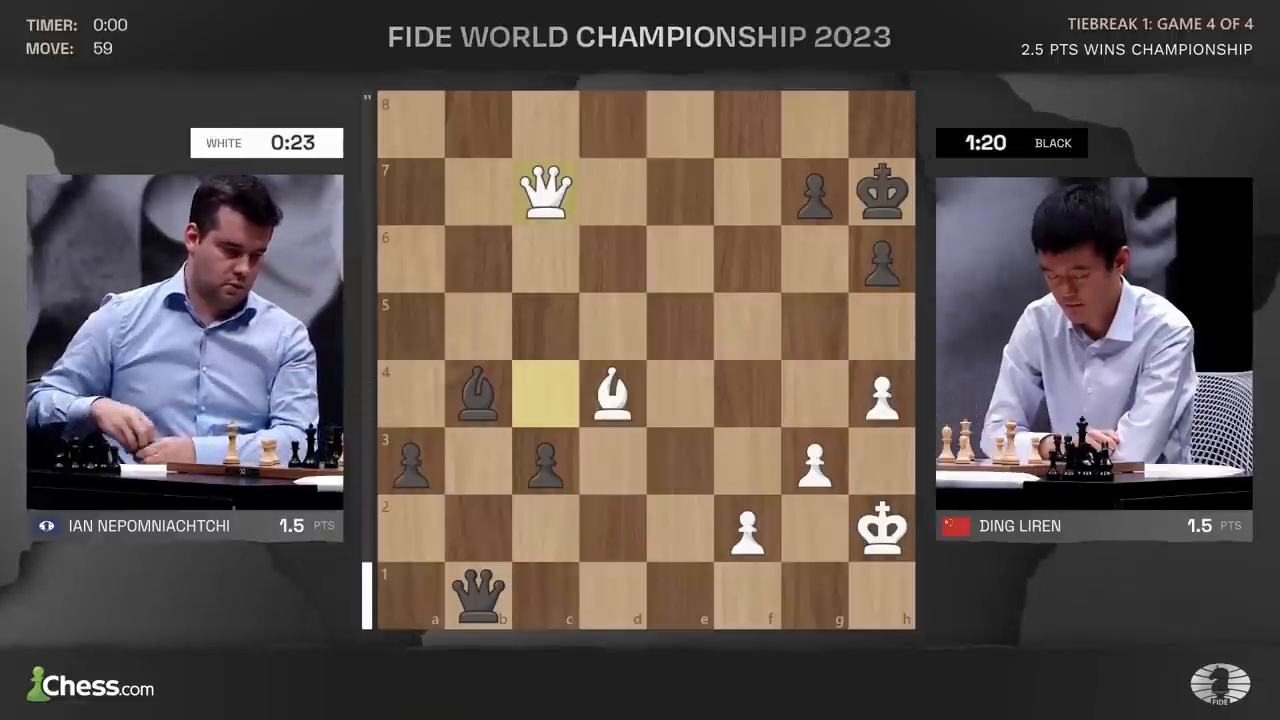 TIMER: 0:00
MOVE: 59
FIDE WORLD CHAMPIONSHIP 2023
TIEBREAK 1: GAME 4 OF 4
2.5 PTS WINS CHAMPIONSHIP
WHITE 0:23
1:20 BLACK
8
7
6
5
4
3
2
1
a b c d e f g h
IAN NEPOMNIACHTCHI 1.5 PTS
DING LIREN 1.5 PTS
Chess.com
FIDE